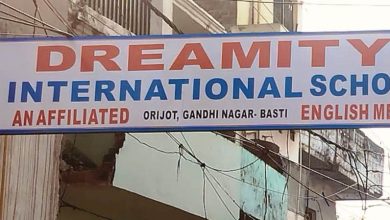 DREAMITY
INTERNATIONAL SCHO
AN AFFILIATED ORIJOT, GANDHI NAGAR- BASTI ENGLISH ME